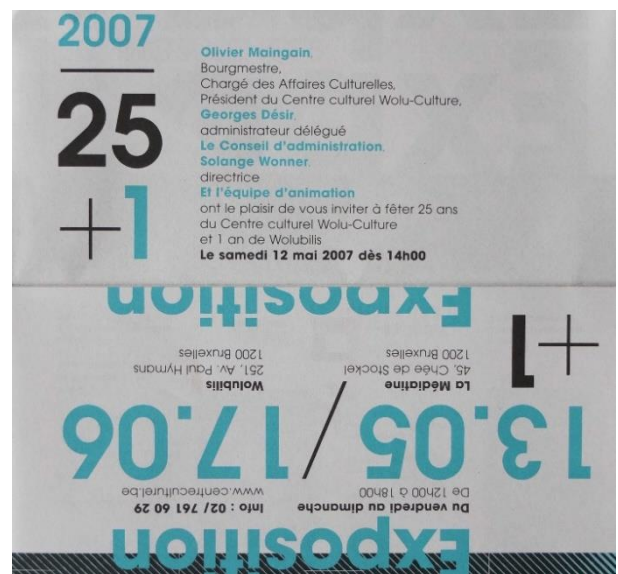 2007
25
+1
Olivier Maingain,
Bourgmestre,
Chargé des Affaires Culturelles,
Président du Centre culturel Wolu-Culture,
Georges Désir,
administrateur délégué
Le Conseil d'administration,
Solange Wonner,
directrice
Et l'équipe d'animation
ont le plaisir de vous inviter à fêter 25 ans
du Centre culturel Wolu-Culture
et 1 an de Wolubilis
Le samedi 12 mai 2007 dès 14h00
Exposition
Du vendredi au dimanche
De 12h00 à 18h00
Info : 02/ 761 60 29
www.centreculturel.be
13.05/17.06
La Médiatine
45, Chée de Stockel
1200 Bruxelles
Wolubilis
251, Av. Paul Hymans
1200 Bruxelles
+1
Exposition